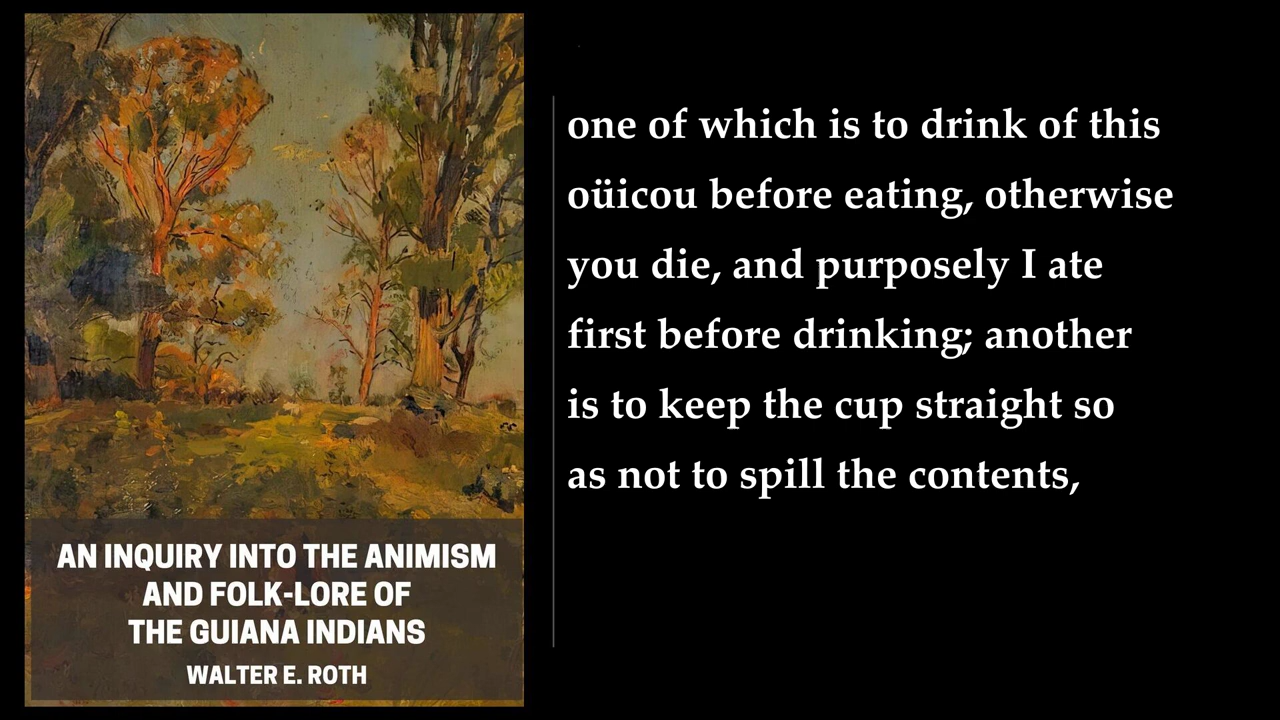 one of which is to drink of this
oüicou before eating, otherwise
you die, and purposely I ate
first before drinking; another
is to keep the cup straight so
as not to spill the contents,
AN INQUIRY INTO THE ANIMISM
AND FOLK-LORE OF
THE GUIANA INDIANS
WALTER E. ROTH